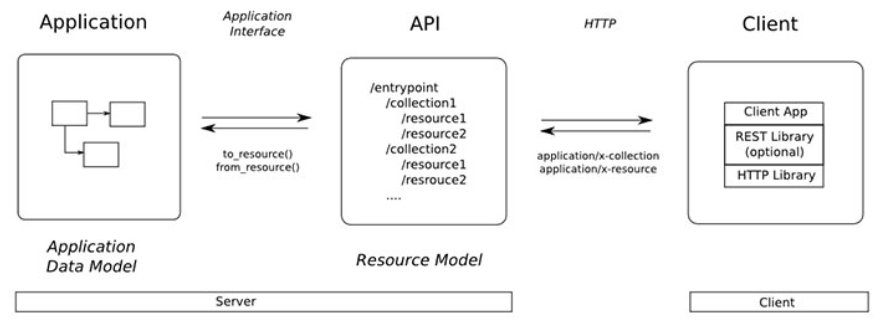 Application
Application
Interface
API
HTTP
Client
/entrypoint
/collection1
/resource1
/resource2
/collection2
/resource1
/resrouce2
....
to_resource()
from_resource()
application/x-collection
application/x-resource
Client App
REST Library
(optional)
HTTP Library
Application
Data Model
Resource Model
Server
Client